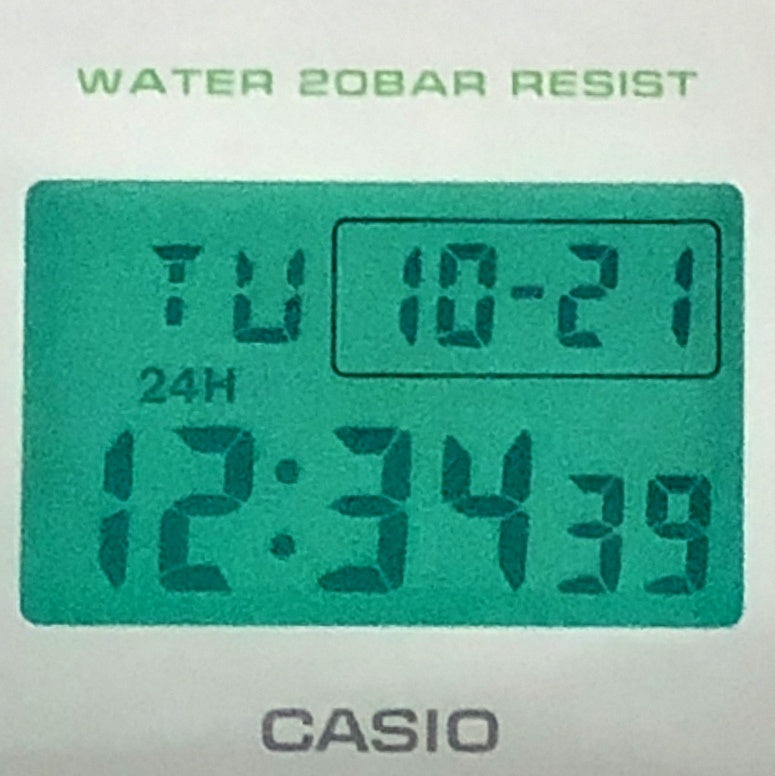 WATER 20BAR RESIST
TU 10-21
24H
12:34 39
CASIO